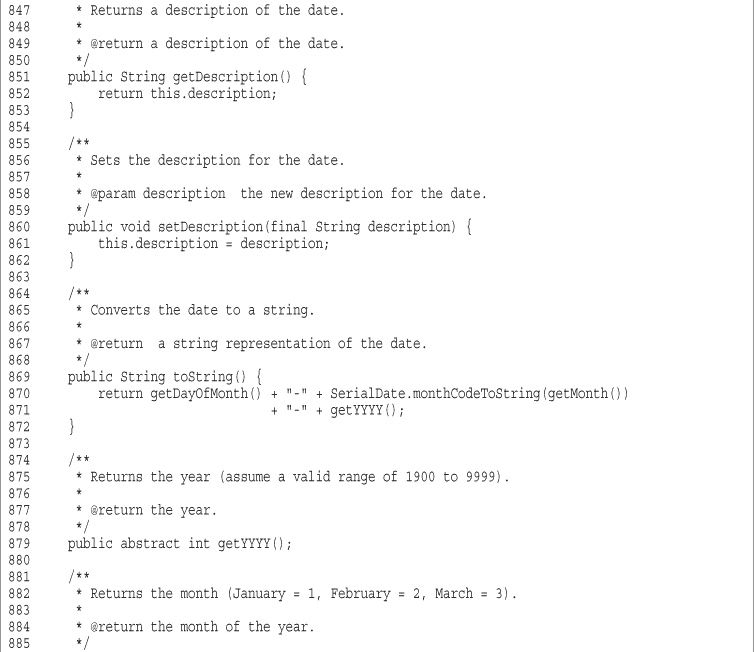 847      * Returns a description of the date.
848      *
849      * @return a description of the date.
850      */
851     public String getDescription() {
852         return this.description;
853     }
854
855     /**
856      * Sets the description for the date.
857      *
858      * @param description  the new description for the date.
859      */
860     public void setDescription(final String description) {
861         this.description = description;
862     }
863
864     /**
865      * Converts the date to a string.
866      *
867      * @return  a string representation of the date.
868      */
869     public String toString() {
870         return getDayOfMonth() + "-" + SerialDate.monthCodeToString(getMonth())
871                                + "-" + getYYYY();
872     }
873
874     /**
875      * Returns the year (assume a valid range of 1900 to 9999).
876      *
877      * @return the year.
878      */
879     public abstract int getYYYY();
880
881     /**
882      * Returns the month (January = 1, February = 2, March = 3).
883      *
884      * @return the month of the year.
885      */